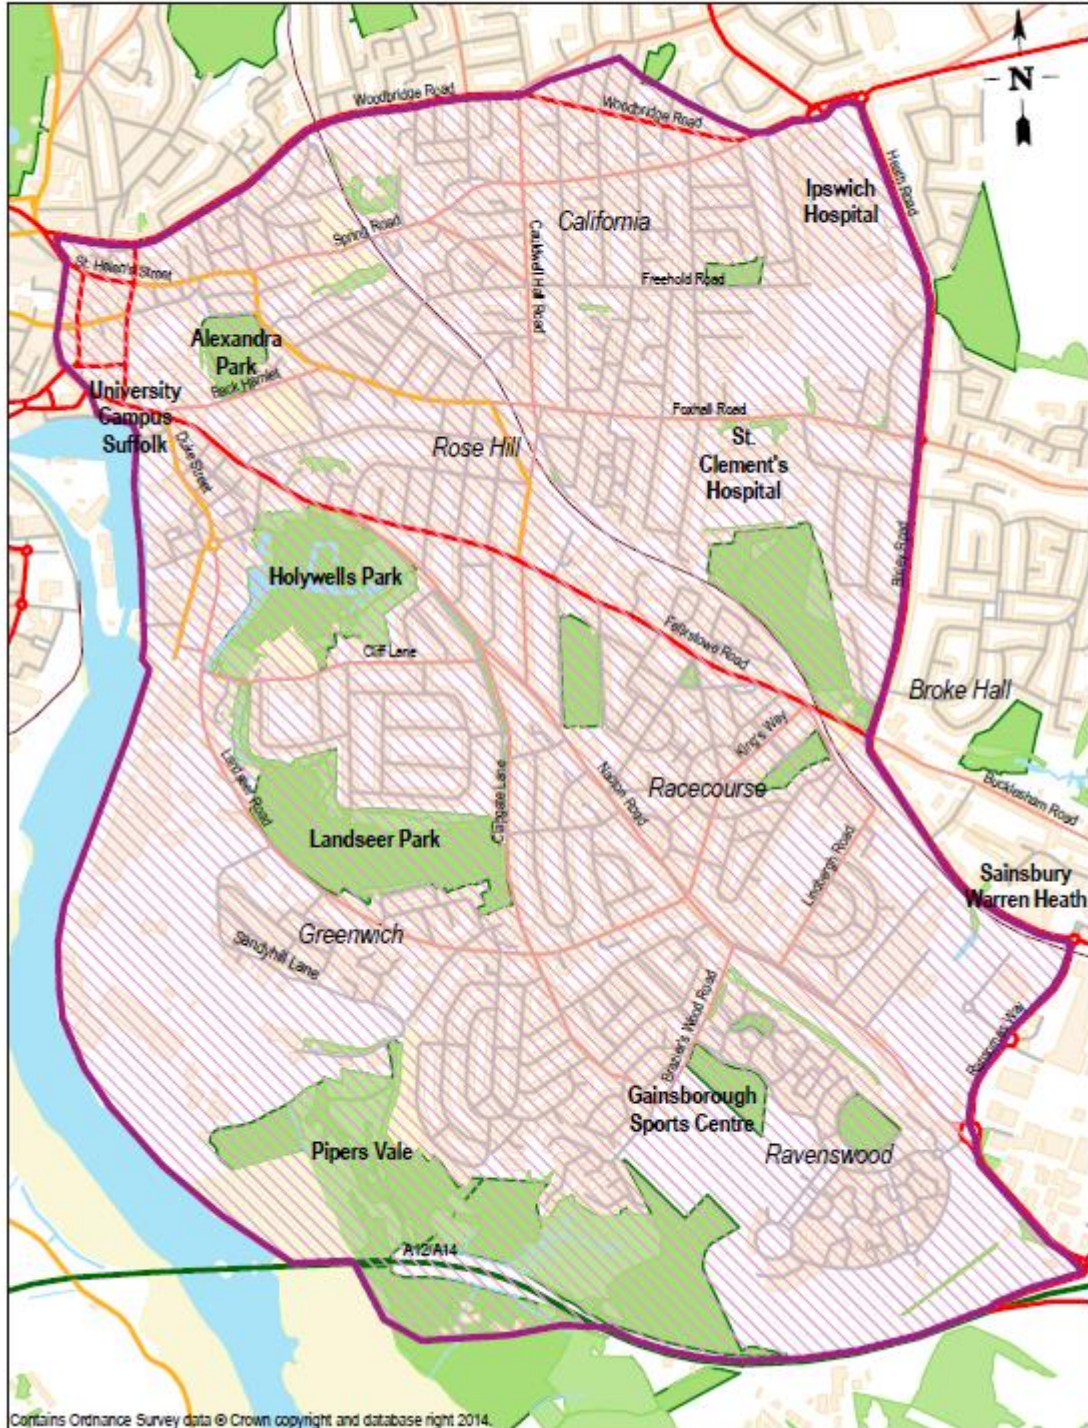 N
Woodbridge Road
Woodbridge Road
Heath Road
Ipswich
Hospital
California
Spring Road
Cauldwell Hall Road
St. Helen's Street
Freehold Road
Alexandra
Park
Back Hamlet
University
Campus
Suffolk
Duke Street
Foxhall Road
Rose Hill
St.
Clement's
Hospital
Bixley Road
Holywells Park
Felixstowe Road
Cliff Lane
Broke Hall
King's Way
Landseer Road
Clapgate Lane
Nacton Road
Racecourse
Bucklesham Road
Landseer Park
Lindbergh Road
Sainsbury
Warren Heath
Greenwich
Sandyhill Lane
Brazier's Wood Road
Ransomes Way
Gainsborough
Sports Centre
Pipers Vale
Ravenswood
A12/A14
Contains Ordnance Survey data © Crown copyright and database right 2014.